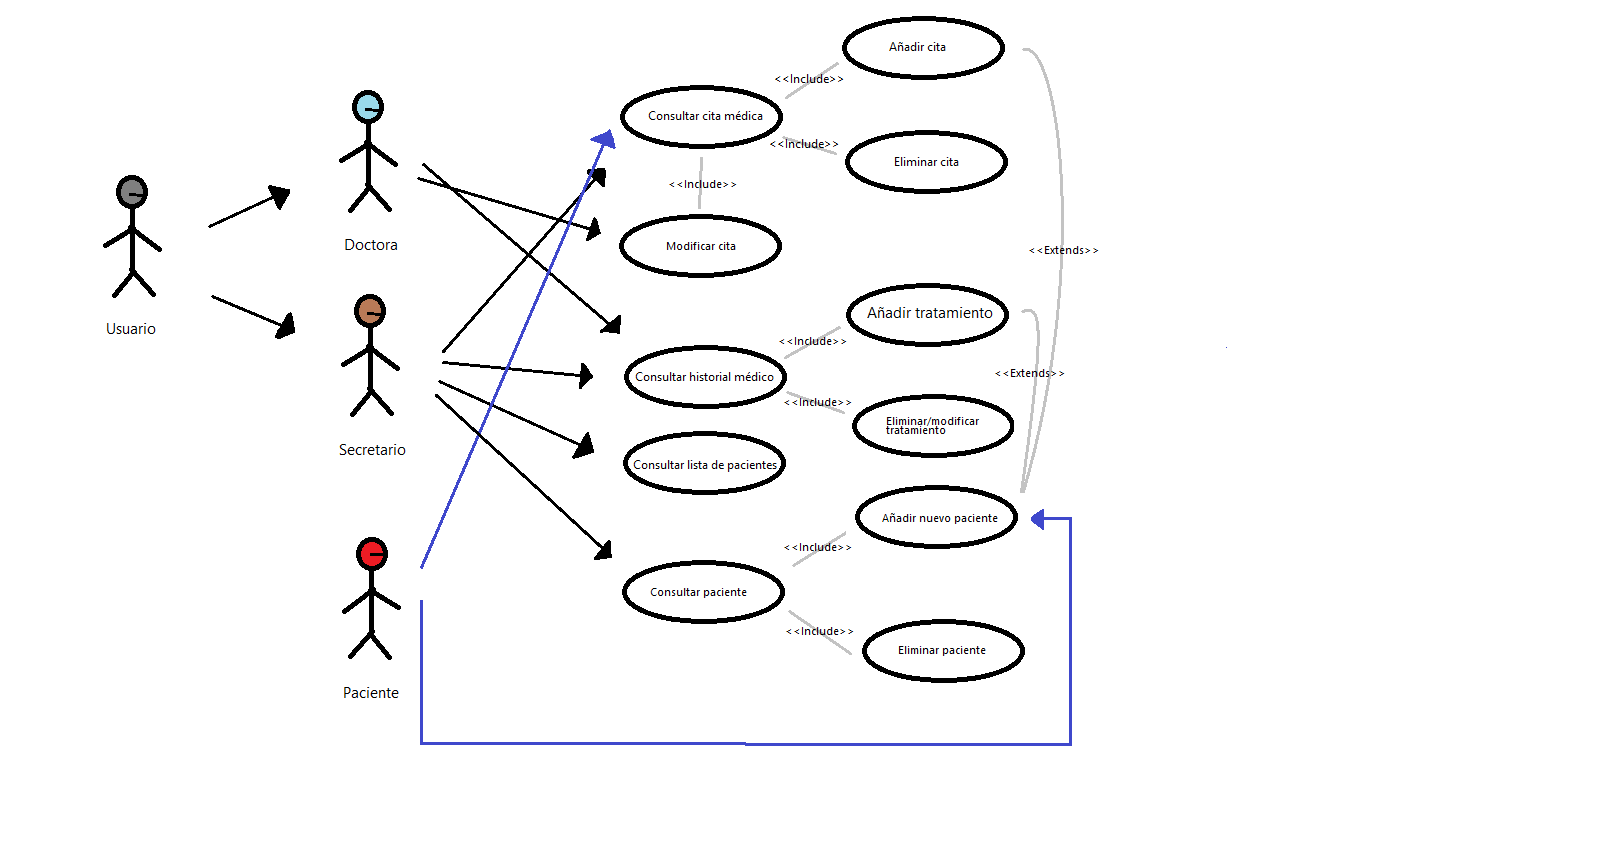 Añadir cita
<<Include>>
Consultar cita médica
<<Include>>
Eliminar cita
<<Include>>
Doctora
Modificar cita
<<Extends>>
Usuario
Añadir tratamiento
<<Include>>
Consultar historial médico
<<Extends>>
<<Include>>
Eliminar/modificar
tratamiento
Secretario
Consultar lista de pacientes
Añadir nuevo paciente
<<Include>>
Consultar paciente
<<Include>>
Eliminar paciente
Paciente